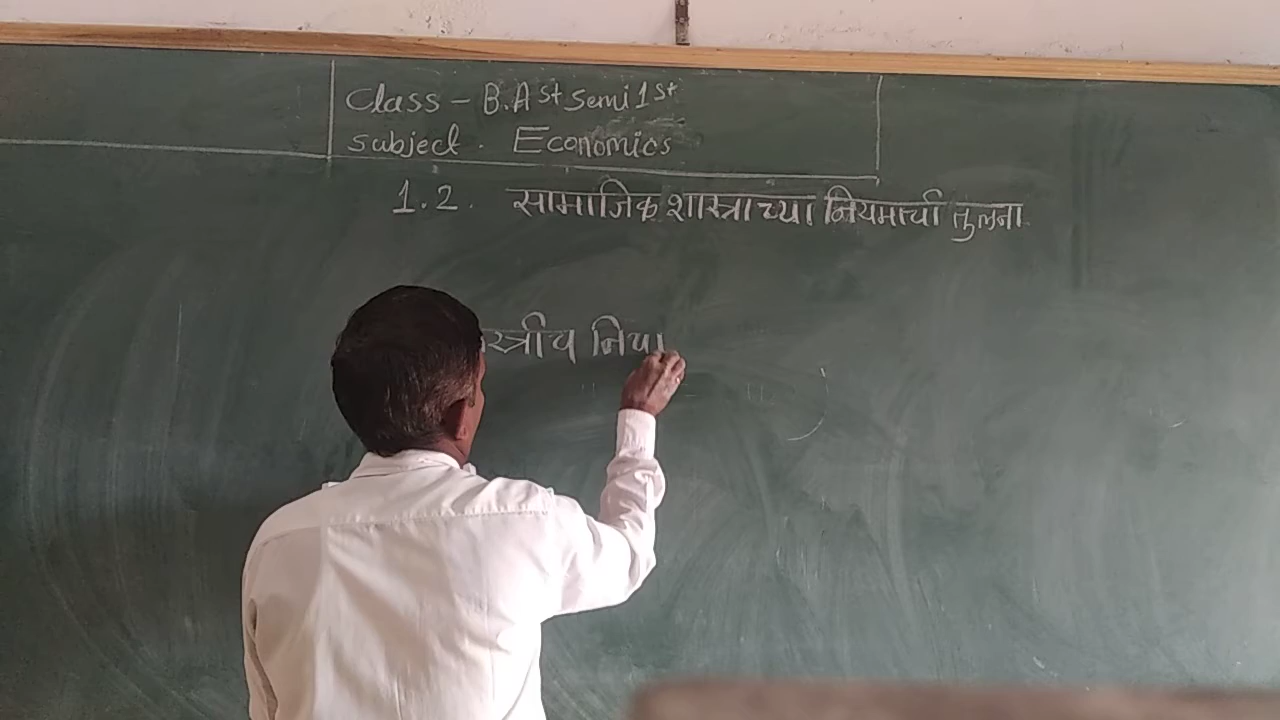 Class - B.A St Semi 1st
subject. Economics
1.2. सामाजिक शास्त्राच्या नियमाची तुलना
स्त्रीय निया